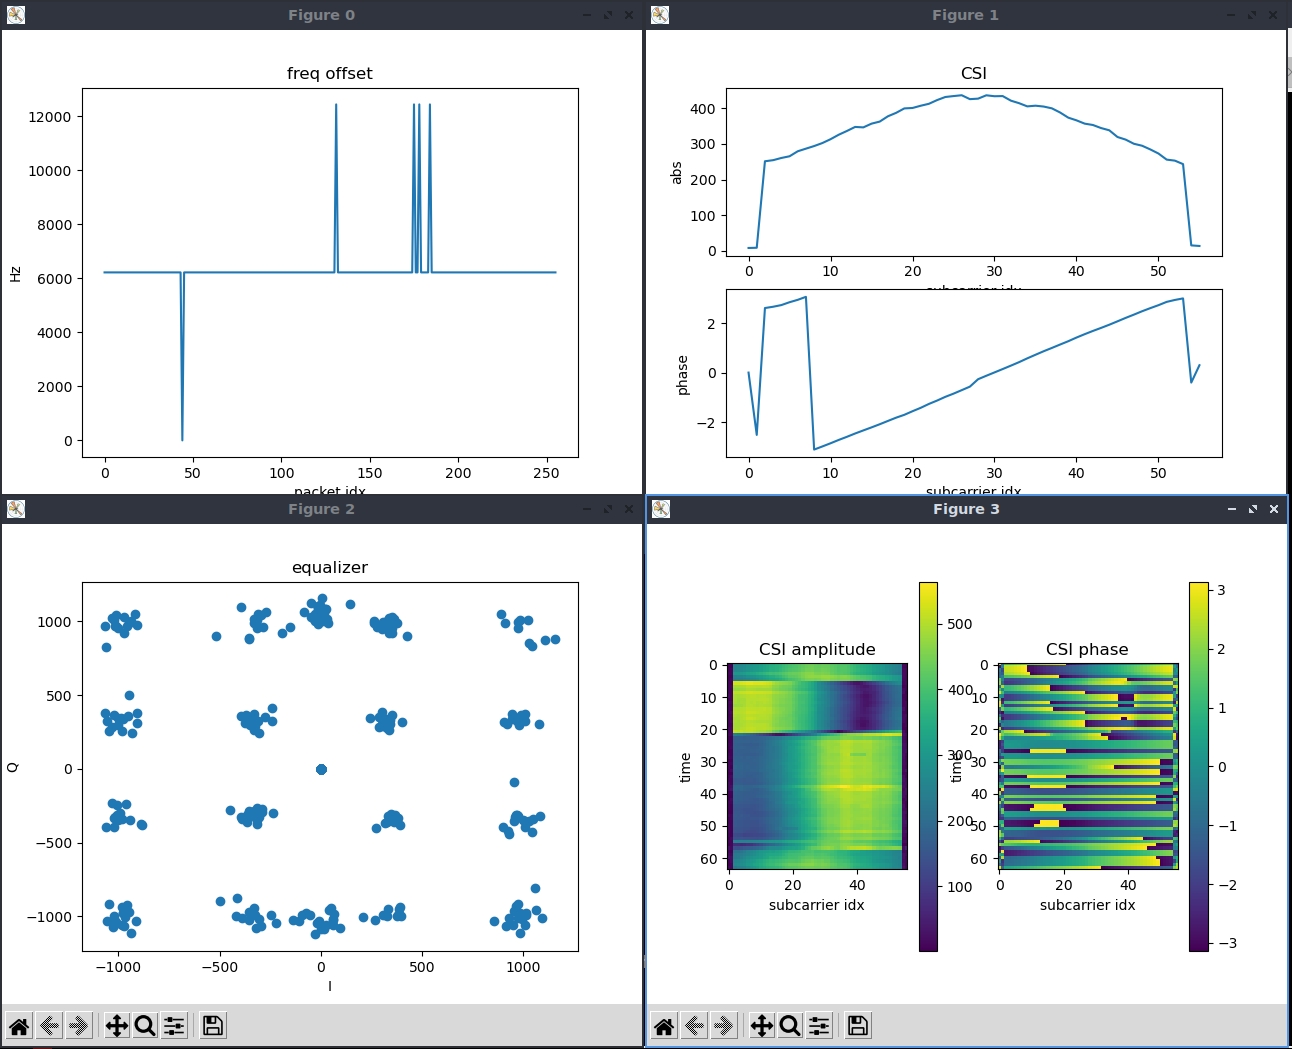 Figure 0
freq offset
12000
10000
8000
6000
4000
2000
0
Hz
0 50 100 150 200 250
packet idx
Figure 1
CSI
400
300
200
100
0
abs
0 10 20 30 40 50
subcarrier idx
2
0
−2
phase
0 10 20 30 40 50
subcarrier idx
Figure 2
equalizer
1000
500
0
−500
−1000
Q
−1000 −500 0 500 1000
I
Figure 3
CSI amplitude
0
10
20
30
40
50
60
time
0 20 40
subcarrier idx
500
400
300
200
100
CSI phase
0
10
20
30
40
50
60
time
0 20 40
subcarrier idx
3
2
1
0
−1
−2
−3